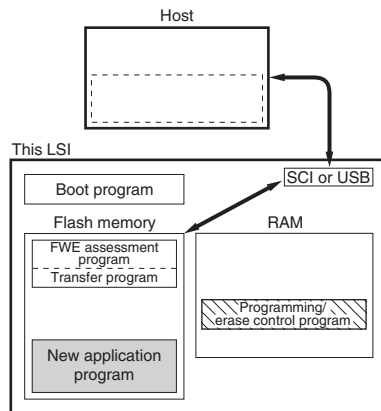 Host
This LSI
SCI or USB
Boot program
Flash memory
RAM
FWE assessment
program
Transfer program
Programming/
erase control program
New application
program